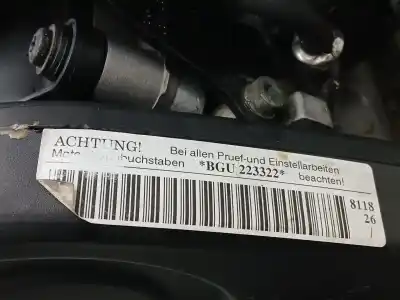 ACHTUNG! Bei allen Pruef-und Einstellarbeiten
buchstaben *BGU 223322* beachten!
8118
26